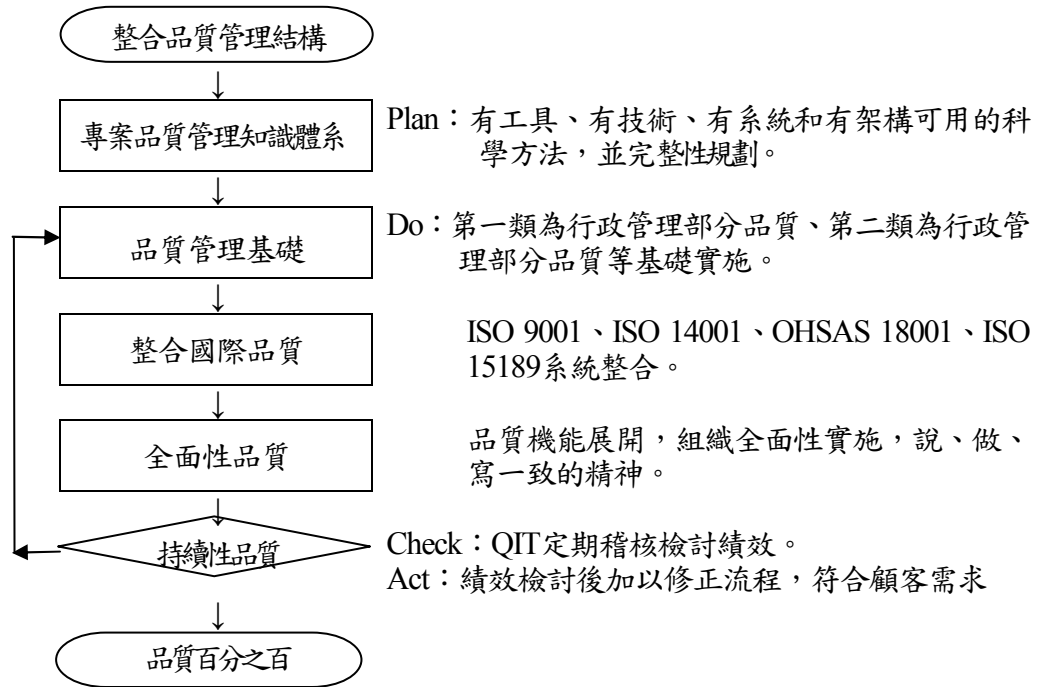 整合品質管理結構
↓
專案品質管理知識體系
Plan：有工具、有技術、有系統和有架構可用的科
學方法，並完整性規劃。
↓
品質管理基礎
Do：第一類為行政管理部分品質、第二類為行政管
理部分品質等基礎實施。
↓
整合國際品質
ISO 9001、ISO 14001、OHSAS 18001、ISO
15189系統整合。
↓
全面性品質
品質機能展開，組織全面性實施，說、做、
寫一致的精神。
↓
持續性品質
Check：QIT定期稽核檢討績效。
Act：績效檢討後加以修正流程，符合顧客需求
↓
品質百分之百